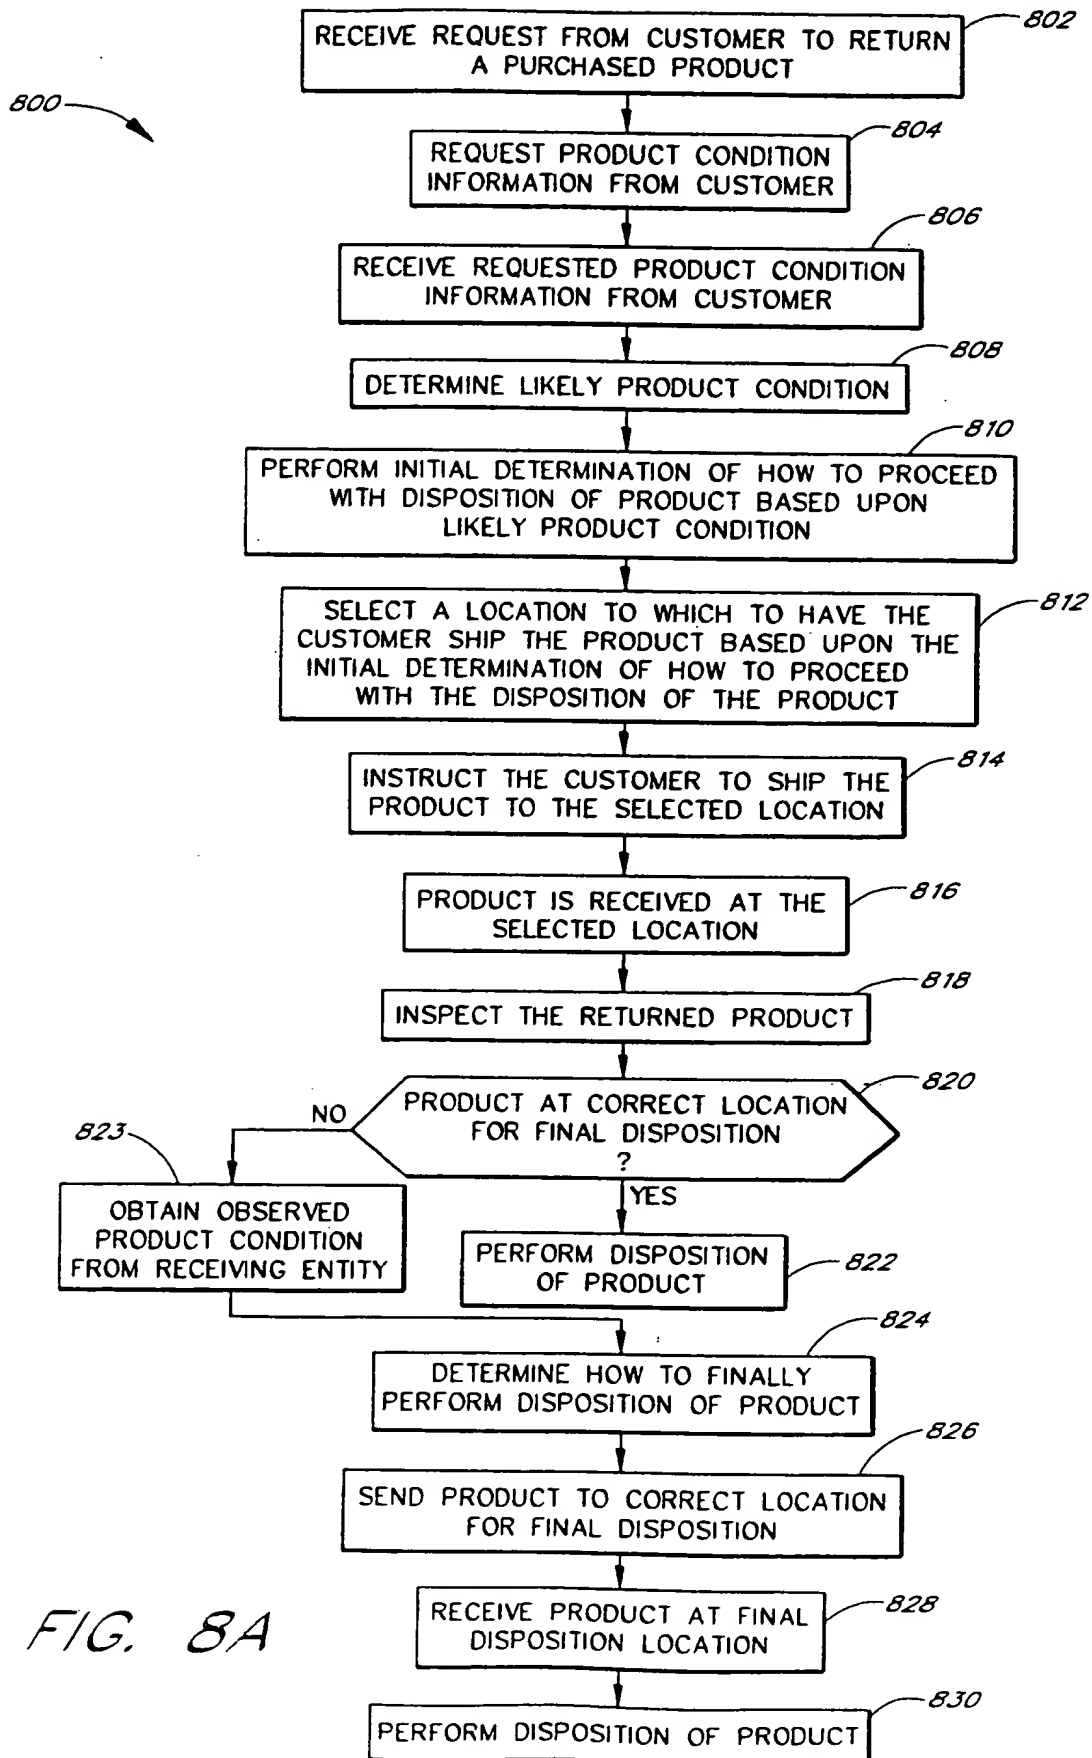 802
RECEIVE REQUEST FROM CUSTOMER TO RETURN
A PURCHASED PRODUCT
800
804
REQUEST PRODUCT CONDITION
INFORMATION FROM CUSTOMER
806
RECEIVE REQUESTED PRODUCT CONDITION
INFORMATION FROM CUSTOMER
808
DETERMINE LIKELY PRODUCT CONDITION
810
PERFORM INITIAL DETERMINATION OF HOW TO PROCEED
WITH DISPOSITION OF PRODUCT BASED UPON
LIKELY PRODUCT CONDITION
812
SELECT A LOCATION TO WHICH TO HAVE THE
CUSTOMER SHIP THE PRODUCT BASED UPON THE
INITIAL DETERMINATION OF HOW TO PROCEED
WITH THE DISPOSITION OF THE PRODUCT
814
INSTRUCT THE CUSTOMER TO SHIP THE
PRODUCT TO THE SELECTED LOCATION
816
PRODUCT IS RECEIVED AT THE
SELECTED LOCATION
818
INSPECT THE RETURNED PRODUCT
820
PRODUCT AT CORRECT LOCATION
FOR FINAL DISPOSITION
?
NO
823
YES
OBTAIN OBSERVED
PRODUCT CONDITION
FROM RECEIVING ENTITY
PERFORM DISPOSITION
OF PRODUCT
822
824
DETERMINE HOW TO FINALLY
PERFORM DISPOSITION OF PRODUCT
826
SEND PRODUCT TO CORRECT LOCATION
FOR FINAL DISPOSITION
828
RECEIVE PRODUCT AT FINAL
DISPOSITION LOCATION
FIG. 8A
830
PERFORM DISPOSITION OF PRODUCT